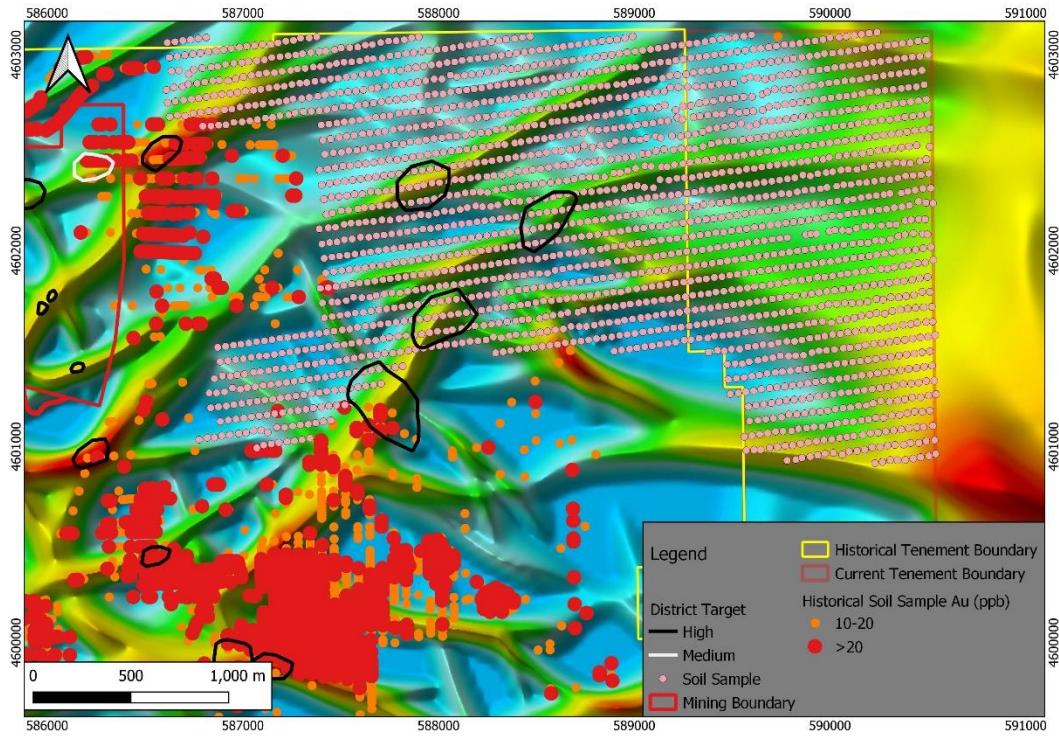 586000 587000 588000 589000 590000 591000
4603000 4603000
4602000 4602000
4601000 4601000
4600000 4600000
Legend
District Target
High
Medium
Soil Sample
Mining Boundary
Historical Tenement Boundary
Current Tenement Boundary
Historical Soil Sample Au (ppb)
10-20
>20
0 500 1,000 m
586000 587000 588000 589000 590000 591000